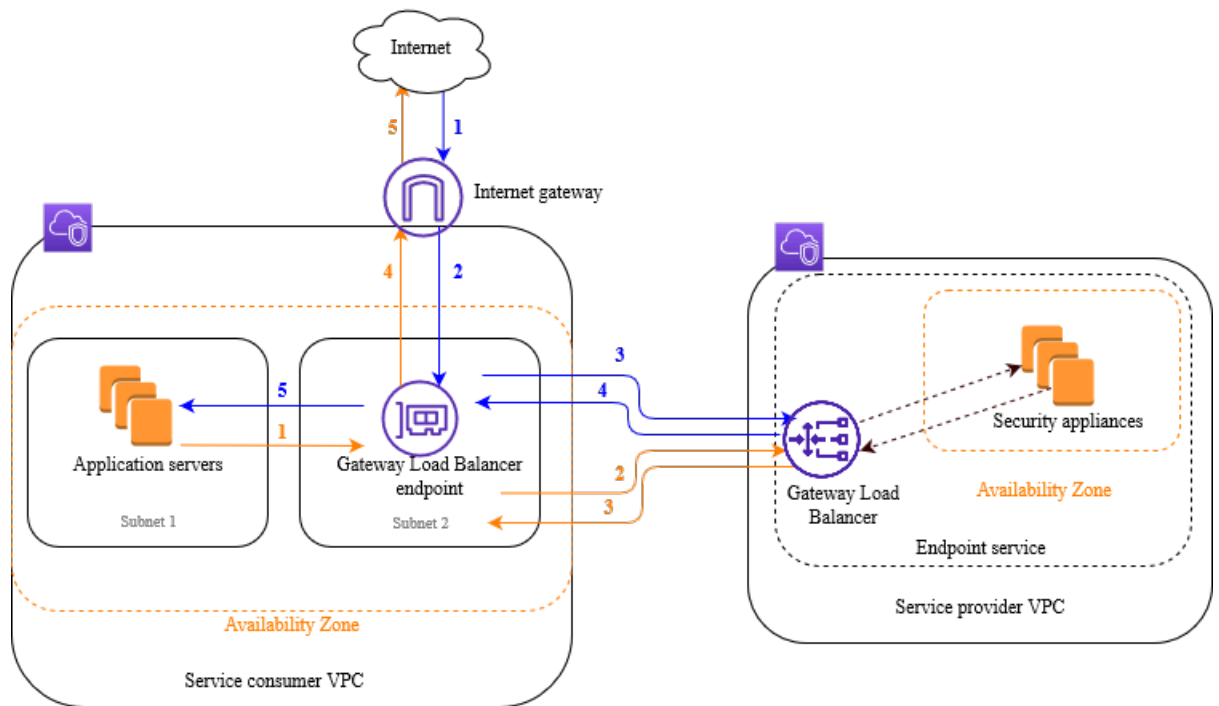 Internet
5
1
Internet gateway
4
2
3
4
5
1
Application servers
Gateway Load Balancer
endpoint
2
3
Subnet 1
Subnet 2
Availability Zone
Service consumer VPC
Security appliances
Availability Zone
Gateway Load
Balancer
Endpoint service
Service provider VPC